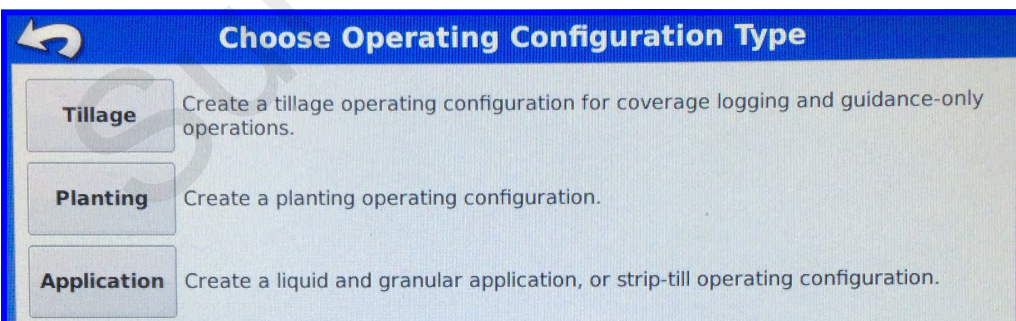 Choose Operating Configuration Type
Tillage
Create a tillage operating configuration for coverage logging and guidance-only
operations.
Planting
Create a planting operating configuration.
Application
Create a liquid and granular application, or strip-till operating configuration.